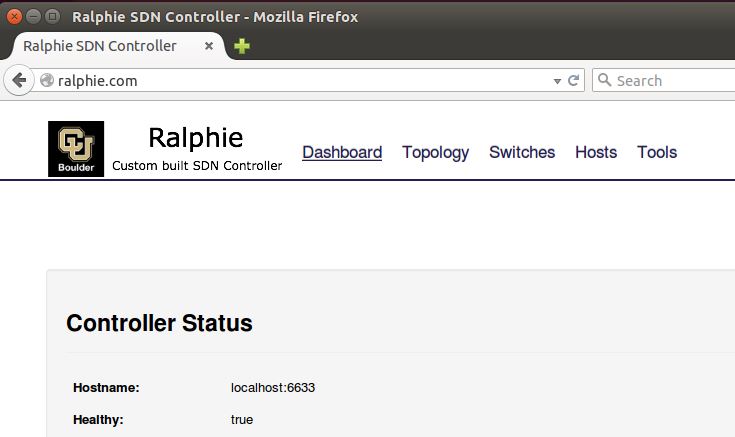 Ralphie SDN Controller - Mozilla Firefox
Ralphie SDN Controller
ralphie.com
Search
CU
Boulder
Ralphie
Custom built SDN Controller
Dashboard Topology Switches Hosts Tools
Controller Status
Hostname: localhost:6633
Healthy: true